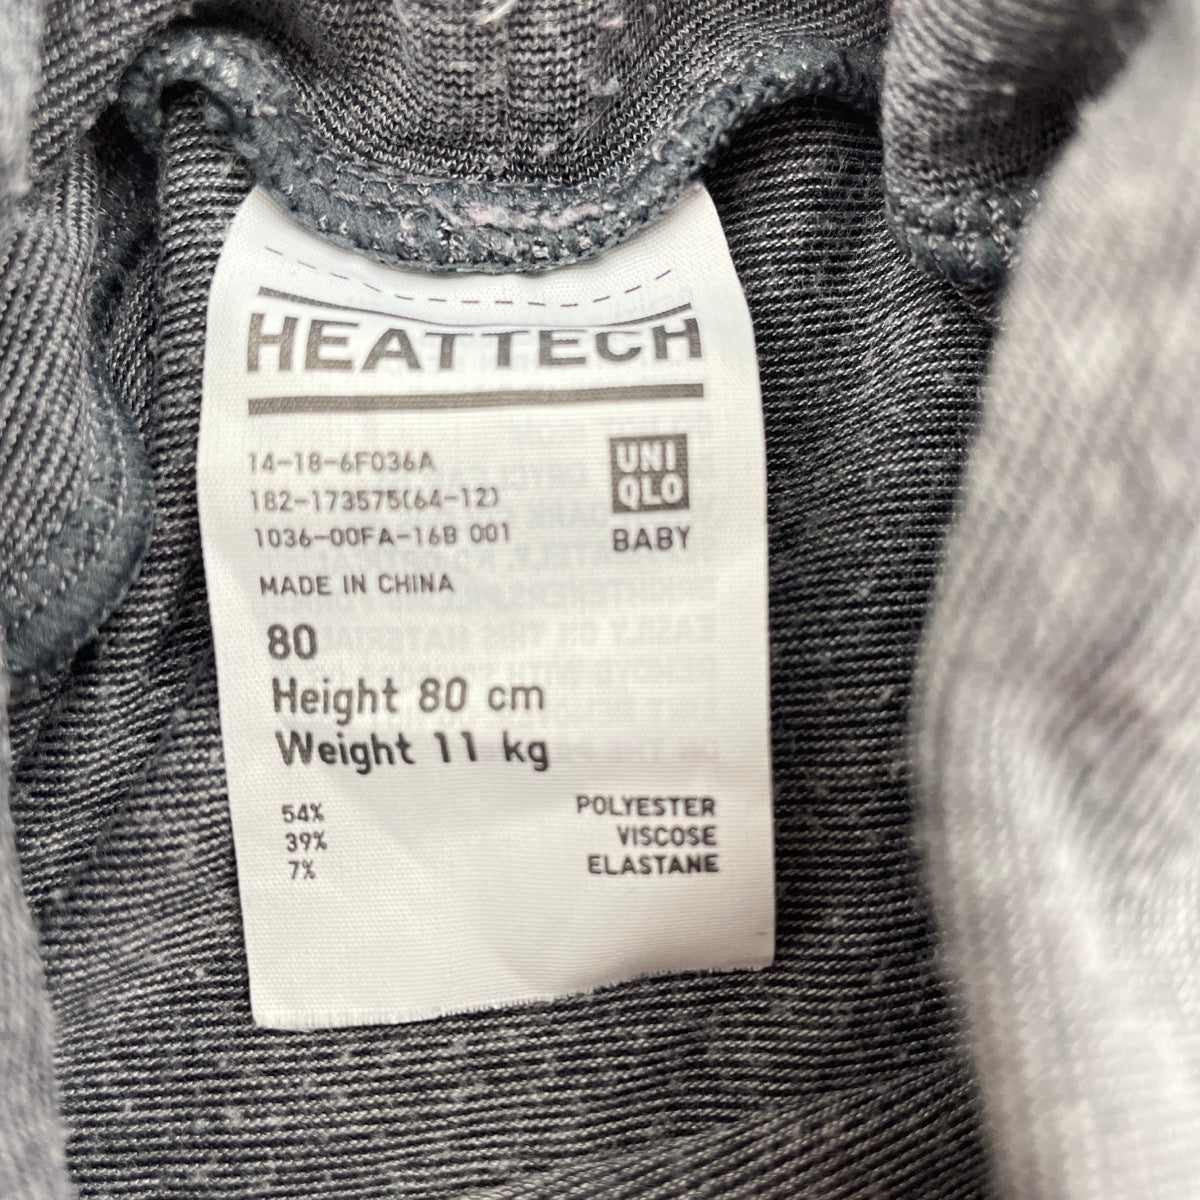 HEATTECH
14-18-6F036A
182-173575(64-12)
1036-00FA-16B 001
UNI
QLO
BABY
MADE IN CHINA
80
Height 80 cm
Weight 11 kg
54% POLYESTER
39% VISCOSE
7% ELASTANE